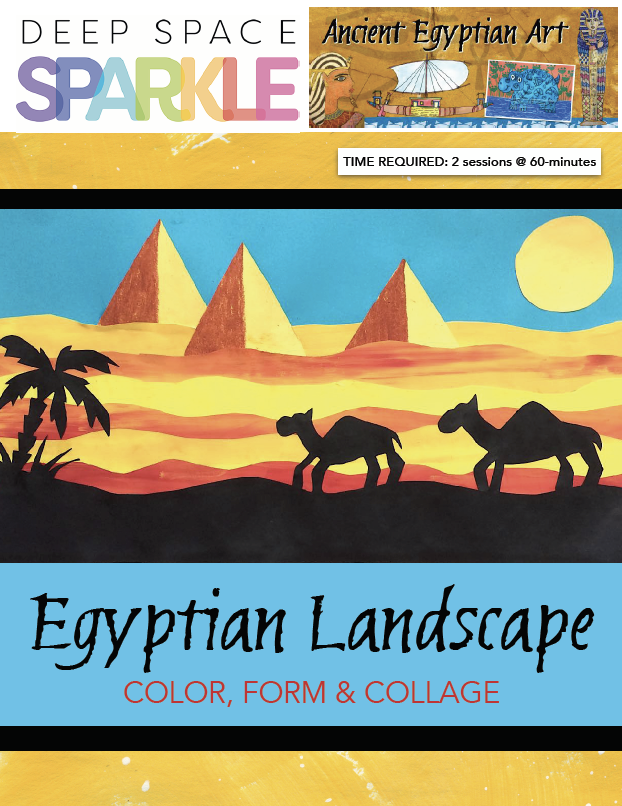 DEEP SPACE
SPARKLE
Ancient Egyptian Art
TIME REQUIRED: 2 sessions @ 60-minutes
Egyptian Landscape
COLOR, FORM & COLLAGE